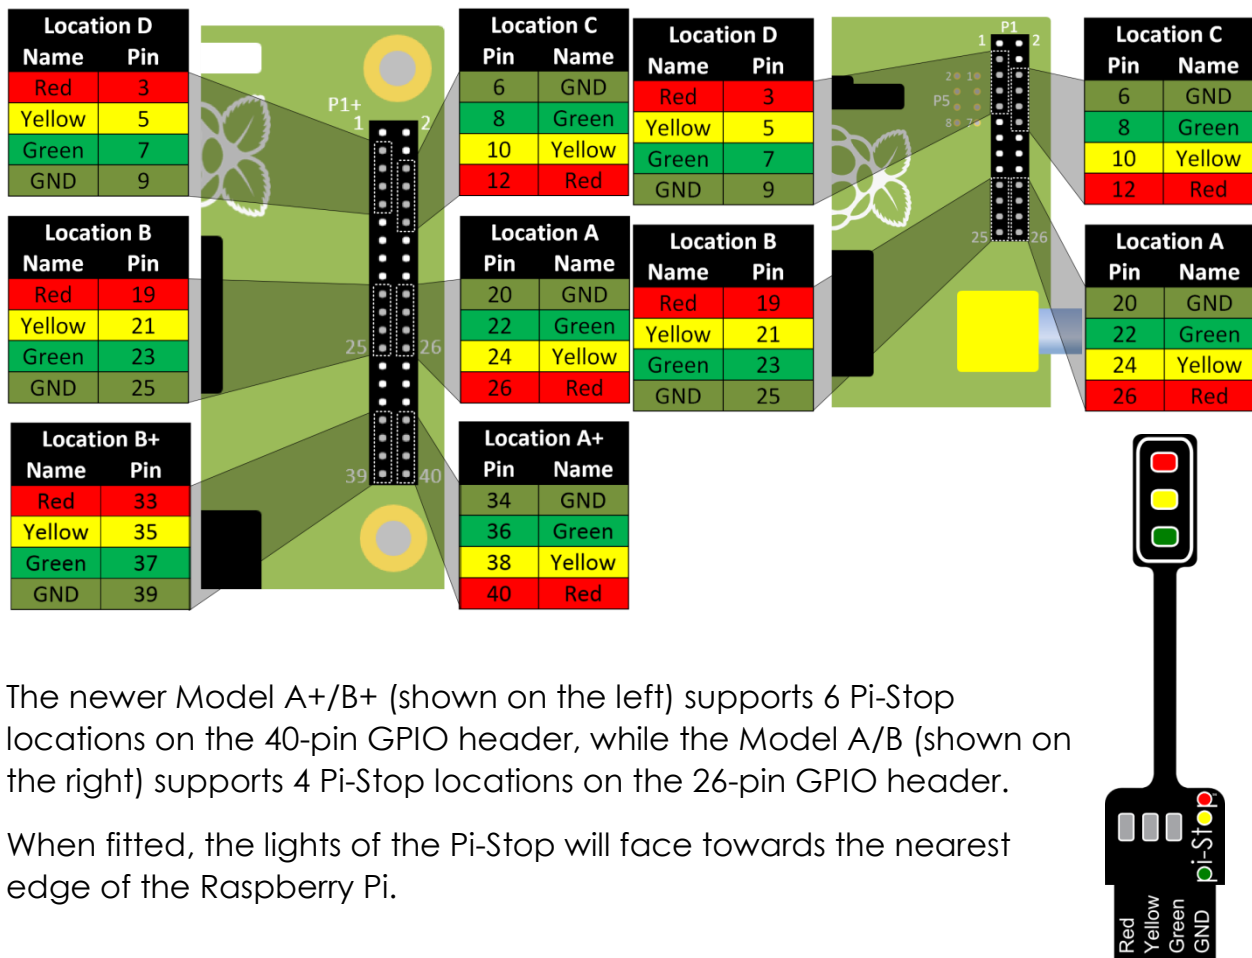 Location D
Name Pin
Red 3
Yellow 5
Green 7
GND 9
Location B
Name Pin
Red 19
Yellow 21
Green 23
GND 25
Location B+
Name Pin
Red 33
Yellow 35
Green 37
GND 39
P1+
1 2
25 26
39 40
Location C
Pin Name
6 GND
8 Green
10 Yellow
12 Red
Location A
Pin Name
20 GND
22 Green
24 Yellow
26 Red
Location A+
Pin Name
34 GND
36 Green
38 Yellow
40 Red
Location D
Name Pin
Red 3
Yellow 5
Green 7
GND 9
Location B
Name Pin
Red 19
Yellow 21
Green 23
GND 25
P1
1 2
2 1
P5
8 7
25 26
Location C
Pin Name
6 GND
8 Green
10 Yellow
12 Red
Location A
Pin Name
20 GND
22 Green
24 Yellow
26 Red
The newer Model A+/B+ (shown on the left) supports 6 Pi-Stop
locations on the 40-pin GPIO header, while the Model A/B (shown on
the right) supports 4 Pi-Stop locations on the 26-pin GPIO header.
When fitted, the lights of the Pi-Stop will face towards the nearest
edge of the Raspberry Pi.
pi-Stop
Red
Yellow
Green
GND